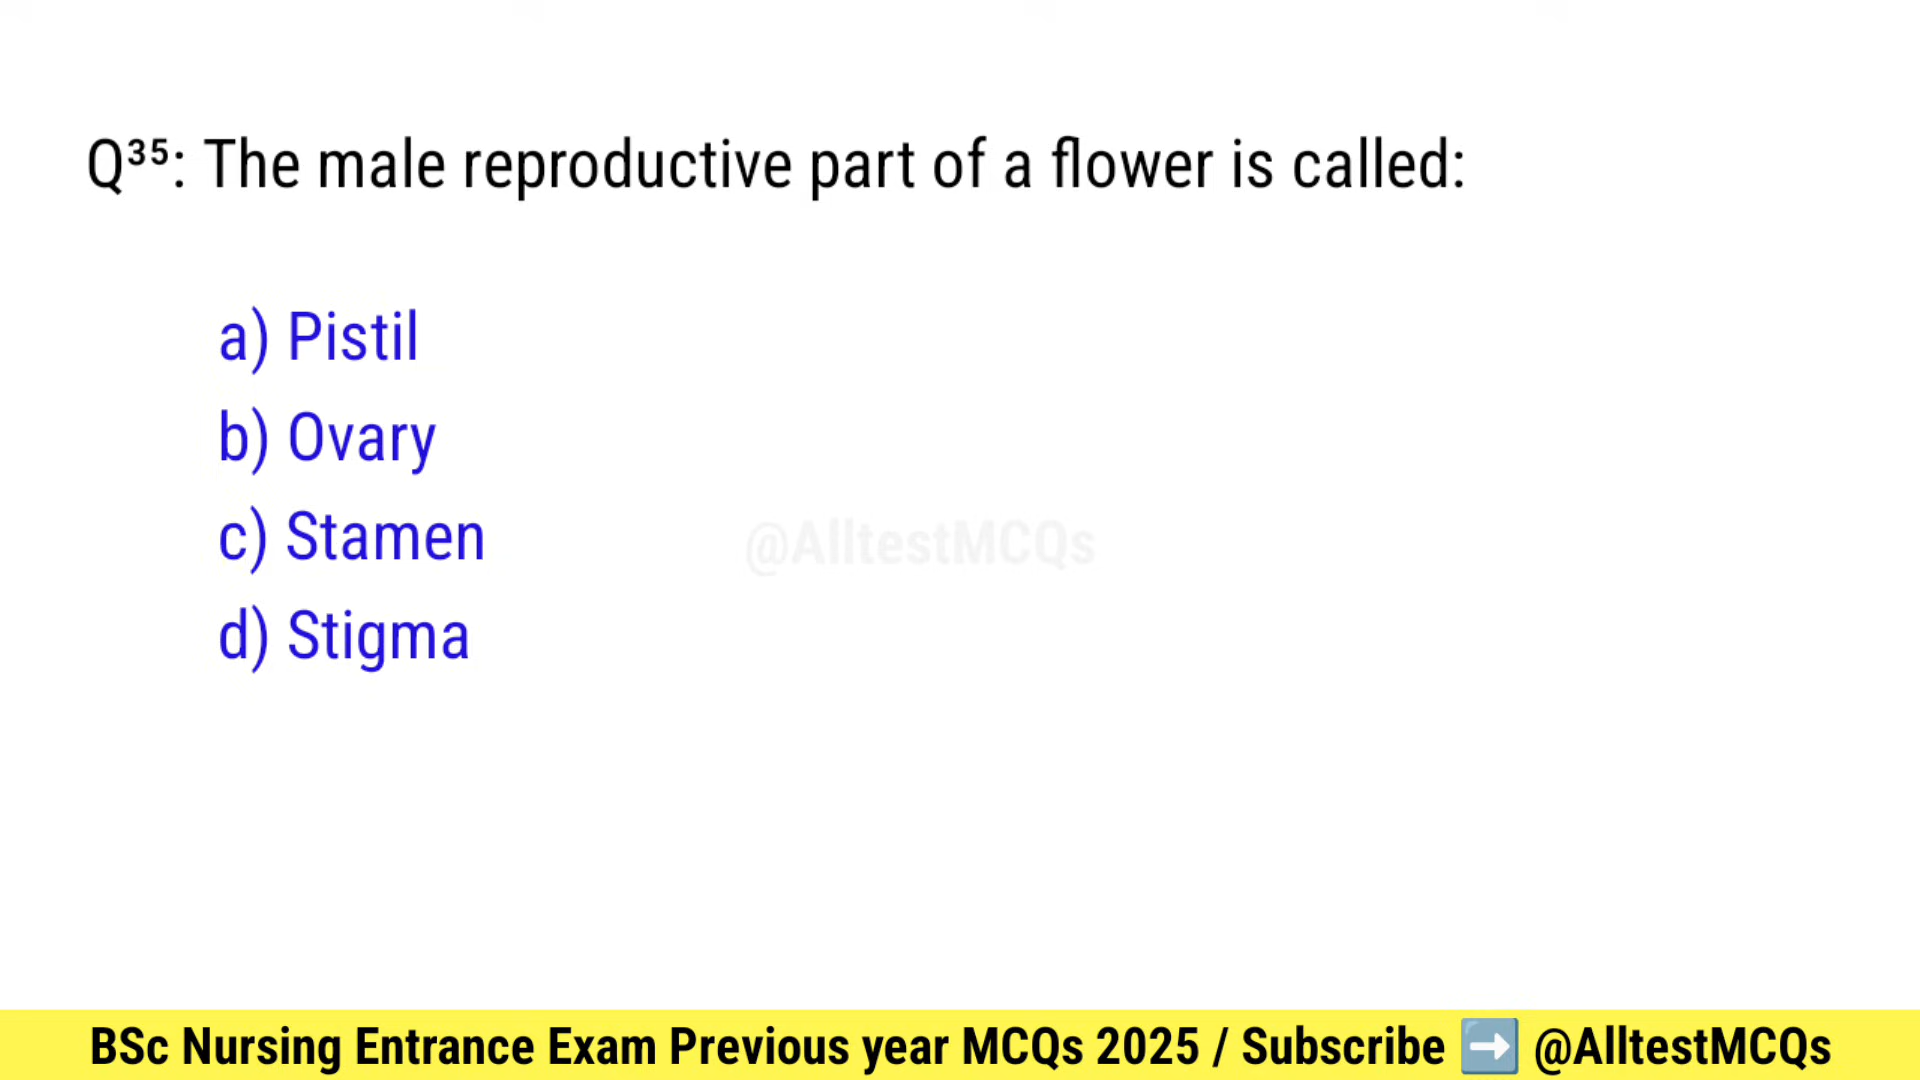 Q³⁵: The male reproductive part of a flower is called:
a) Pistil
b) Ovary
c) Stamen
@AlltestMCQs
d) Stigma
BSc Nursing Entrance Exam Previous year MCQs 2025 / Subscribe ➡️ @AlltestMCQs